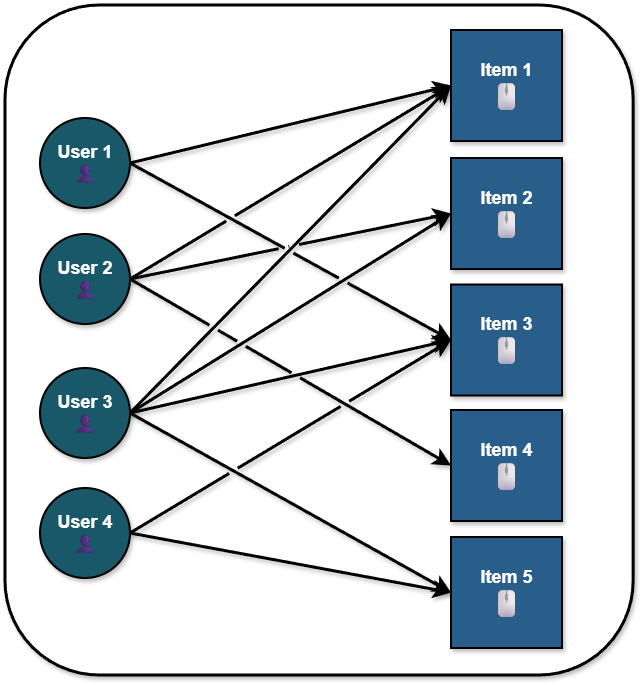 User 1
User 2
User 3
User 4
Item 1
Item 2
Item 3
Item 4
Item 5